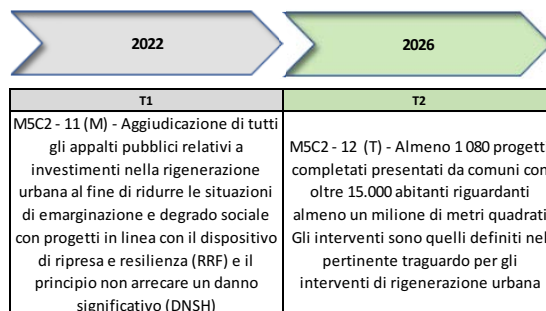 2022
2026
T1
T2
M5C2 - 11 (M) - Aggiudicazione di tutti
gli appalti pubblici relativi a
investimenti nella rigenerazione
urbana al fine di ridurre le situazioni
di emarginazione e degrado sociale
con progetti in linea con il dispositivo
di ripresa e resilienza (RRF) e il
principio non arrecare un danno
significativo (DNSH)
M5C2 - 12 (T) - Almeno 1 080 progett
completati presentati da comuni con
oltre 15.000 abitanti riguardanti
almeno un milione di metri quadrati
Gli interventi sono quelli definiti nel
pertinente traguardo per gli
interventi di rigenerazione urbana